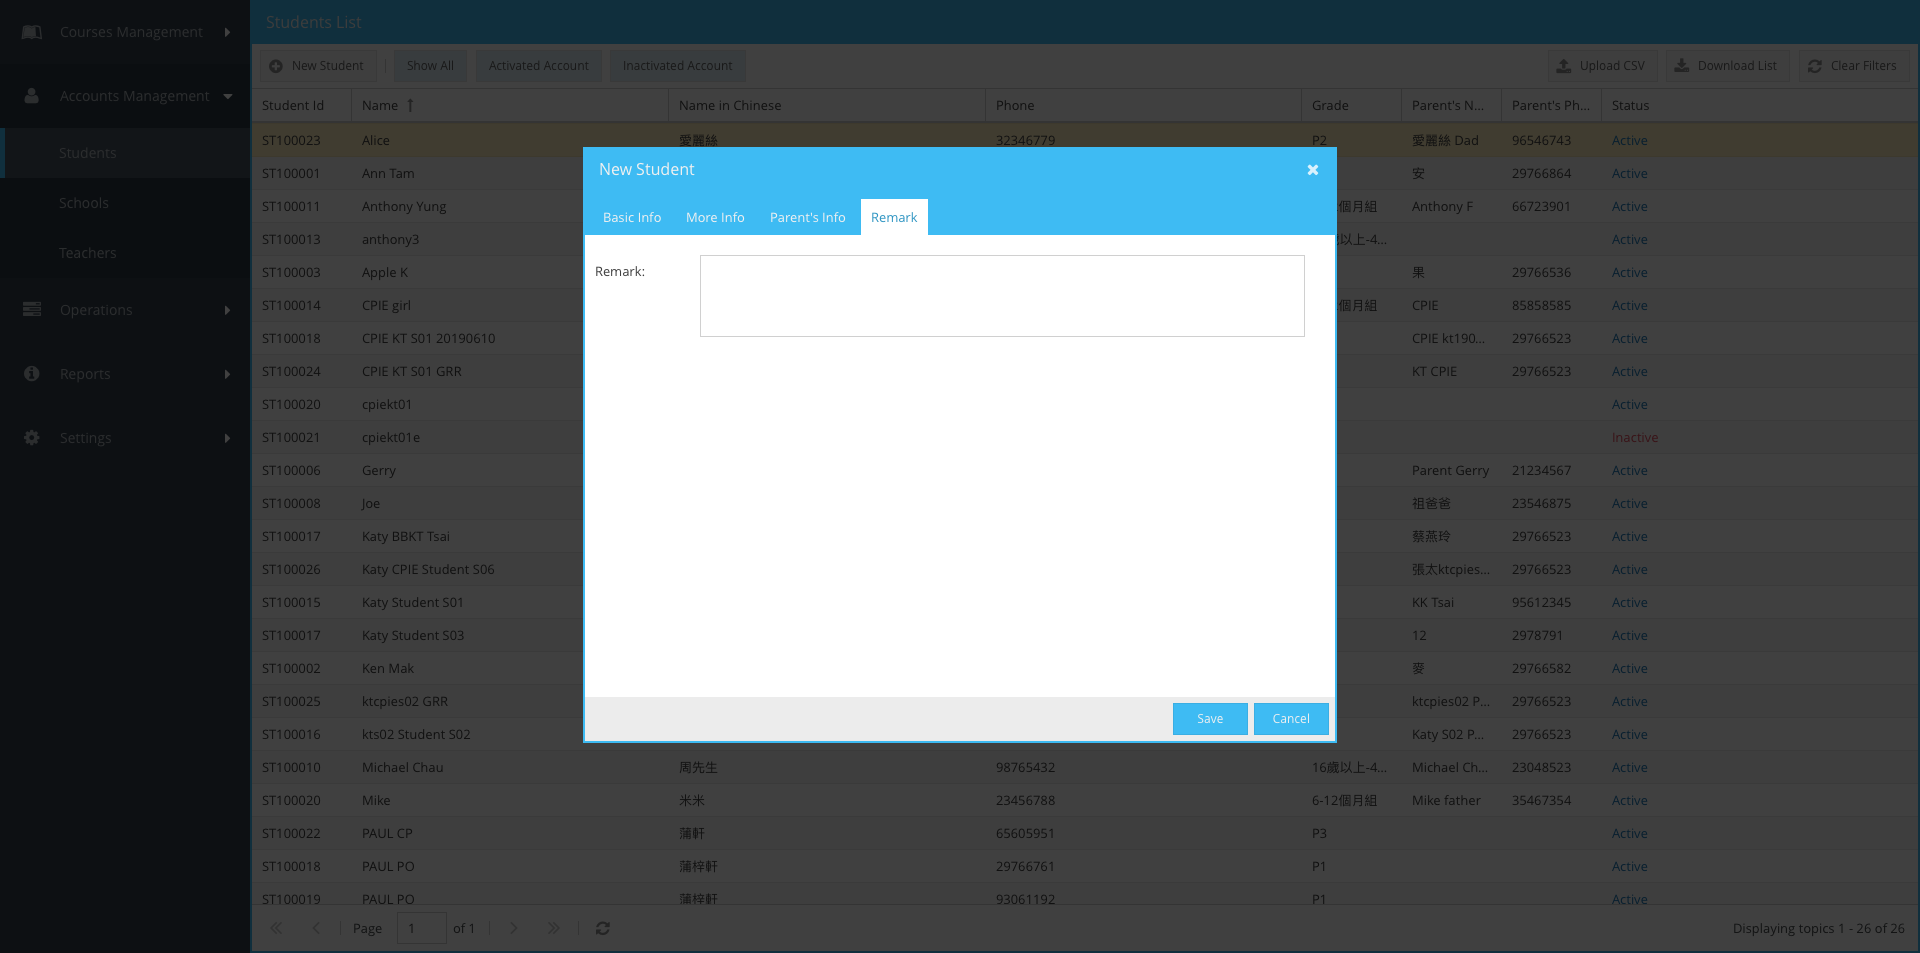 Courses Management
Accounts Management
Students
Schools
Teachers
Operations
Reports
Settings
Students List
New Student Show All Activated Account Inactivated Account Upload CSV Download List Clear Filters
Student Id Name Name in Chinese Phone Grade Parent's N... Parent's Ph... Status
ST100023 Alice 愛麗絲 32346779 P2 愛麗絲 Dad 96546743 Active
ST100001 Ann Tam 安 29766864 Active
ST100011 Anthony Yung 個月組 Anthony F 66723901 Active
ST100013 anthony3 以上-4... Active
ST100003 Apple K 果 29766536 Active
ST100014 CPIE girl 個月組 CPIE 85858585 Active
ST100018 CPIE KT S01 20190610 CPIE kt190... 29766523 Active
ST100024 CPIE KT S01 GRR KT CPIE 29766523 Active
ST100020 cpiekt01 Active
ST100021 cpiekt01e Inactive
ST100006 Gerry Parent Gerry 21234567 Active
ST100008 Joe 祖爸爸 23546875 Active
ST100017 Katy BBKT Tsai 蔡燕玲 29766523 Active
ST100026 Katy CPIE Student S06 張太ktcpies... 29766523 Active
ST100015 Katy Student S01 KK Tsai 95612345 Active
ST100017 Katy Student S03 12 2978791 Active
ST100002 Ken Mak 麥 29766582 Active
ST100025 ktcpies02 GRR ktcpies02 P... 29766523 Active
ST100016 kts02 Student S02 Katy S02 P... 29766523 Active
ST100010 Michael Chau 周先生 98765432 16歲以上-4... Michael Ch... 23048523 Active
ST100020 Mike 米米 23456788 6-12個月組 Mike father 35467354 Active
ST100022 PAUL CP 蒲軒 65605951 P3 Active
ST100018 PAUL PO 蒲梓軒 29766761 P1 Active
ST100019 PAUL PO 蒲梓軒 93061192 P1 Active
Page 1 of 1 Displaying topics 1 - 26 of 26
New Student
Basic Info More Info Parent's Info Remark
Remark:
Save Cancel